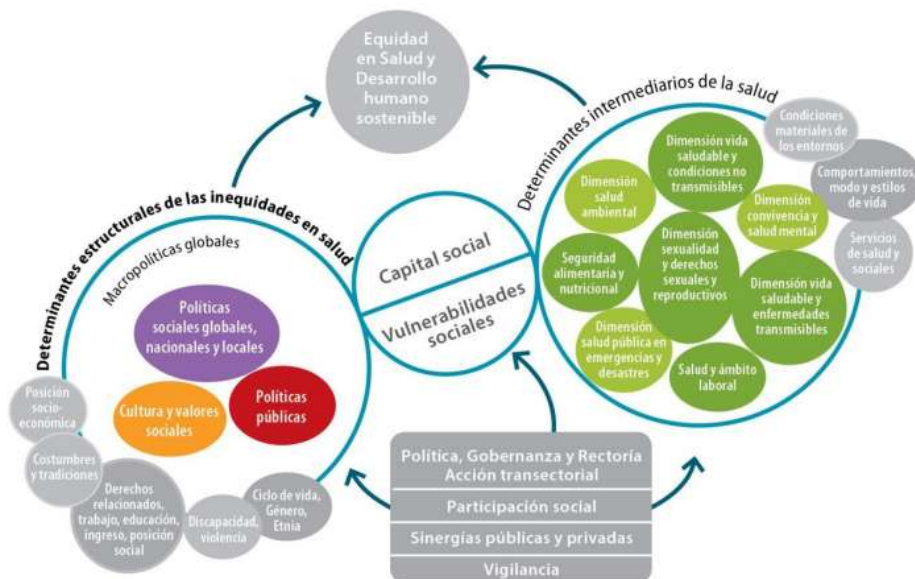 Equidad
en Salud y
Desarrollo
humano
sostenible
Determinantes estructurales de las inequidades en salud
Macropolíticas globales
Políticas
sociales globales,
nacionales y locales
Cultura y valores
sociales
Políticas
públicas
Posición
socio-
económica
Costumbres
y tradiciones
Derechos
relacionados,
trabajo, educación,
ingreso, posición
social
Discapacidad,
violencia
Ciclo de vida,
Género,
Etnia
Capital social
Vulnerabilidades
sociales
Determinantes intermediarios de la salud
Dimensión vida
saludable y
condiciones no
transmisibles
Dimensión
salud
ambiental
Dimensión
convivencia y
salud mental
Dimensión
sexualidad
y derechos
sexuales y
reproductivos
Seguridad
alimentaria y
nutricional
Dimensión vida
saludable y
enfermedades
transmisibles
Dimensión
salud pública en
emergencias y
desastres
Salud y ámbito
laboral
Condiciones
materiales de
los entornos
Comportamientos,
modo y estilos
de vida
Servicios
de salud y
sociales
Política, Gobernanza y Rectoría
Acción transectorial
Participación social
Sinergías públicas y privadas
Vigilancia